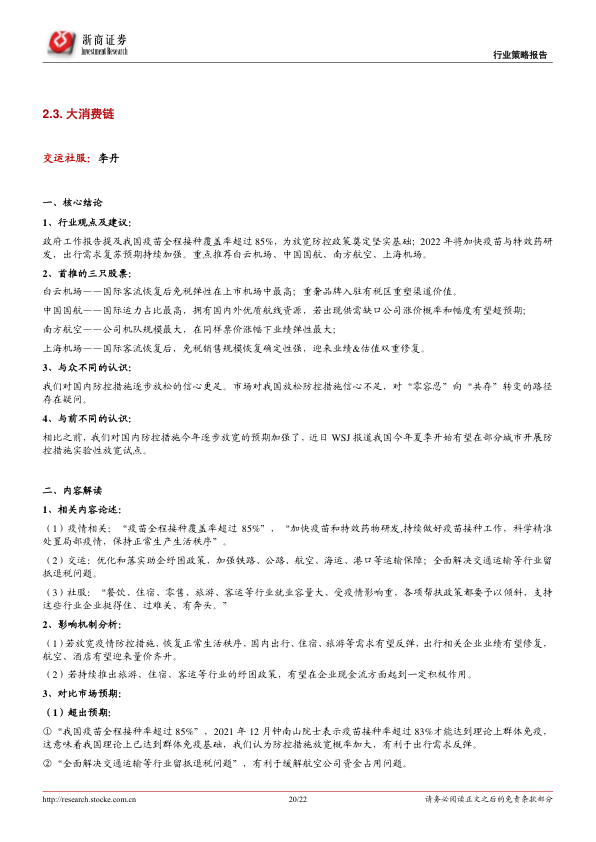 浙商证券
Investment Research
行业策略报告
2.3. 大消费链
交运社服：李丹
一、核心结论
1、行业观点及建议：
政府工作报告提及我国疫苗全程接种覆盖率超过 85%，为放宽防控政策奠定坚实基础；2022 年将加快疫苗与特效药研
发，出行需求复苏预期持续加强。重点推荐白云机场、中国国航、南方航空、上海机场。
2、首推的三只股票：
白云机场——国际客流恢复后免税弹性在上市机场中最高；重奢品牌入驻有税区重塑渠道价值。
中国国航——国际运力占比最高，拥有国内外优质航线资源，若出现供需缺口公司涨价概率和幅度有望超预期；
南方航空——公司机队规模最大，在同样票价涨幅下业绩弹性最大；
上海机场——国际客流恢复后，免税销售规模恢复确定性强，迎来业绩&估值双重修复。
3、与众不同的认识：
我们对国内防控措施逐步放松的信心更足。市场对我国放松防控措施信心不足，对“零容忍”向“共存”转变的路径
存在疑问。
4、与前不同的认识：
相比之前，我们对国内防控措施今年逐步放宽的预期加强了，近日 WSJ 报道我国今年夏季开始有望在部分城市开展防
控措施实验性放宽试点。
二、内容解读
1、相关内容论述：
（1）疫情相关：“疫苗全程接种覆盖率超过 85%”，“加快疫苗和特效药物研发,持续做好疫苗接种工作，科学精准
处置局部疫情，保持正常生产生活秩序”。
（2）交运：优化和落实助企纾困政策，加强铁路、公路、航空、海运、港口等运输保障；全面解决交通运输等行业留
抵退税问题。
（3）社服：“餐饮、住宿、零售、旅游、客运等行业就业容量大、受疫情影响重，各项帮扶政策都要予以倾斜，支持
这些行业企业挺得住、过难关、有奔头。”
2、影响机制分析：
（1）若放宽疫情防控措施，恢复正常生活秩序，国内出行、住宿、旅游等需求有望反弹，出行相关企业业绩有望修复，
航空、酒店有望迎来量价齐升。
（2）若持续推出旅游、住宿、客运等行业的纾困政策，有望在企业现金流方面起到一定积极作用。
3、对比市场预期：
（1）超出预期：
①“我国疫苗全程接种覆盖率超过 85%”，2021 年 12 月钟南山院士表示疫苗接种率超过 83%才能达到理论上群体免疫，
这意味着我国理论上已达到群体免疫基础，我们认为防控措施放宽概率加大，有利于出行需求反弹。
②“全面解决交通运输等行业留抵退税问题”，有利于缓解航空公司资金占用问题。
http://research.stocke.com.cn
20/22
请务必阅读正文之后的免责条款部分